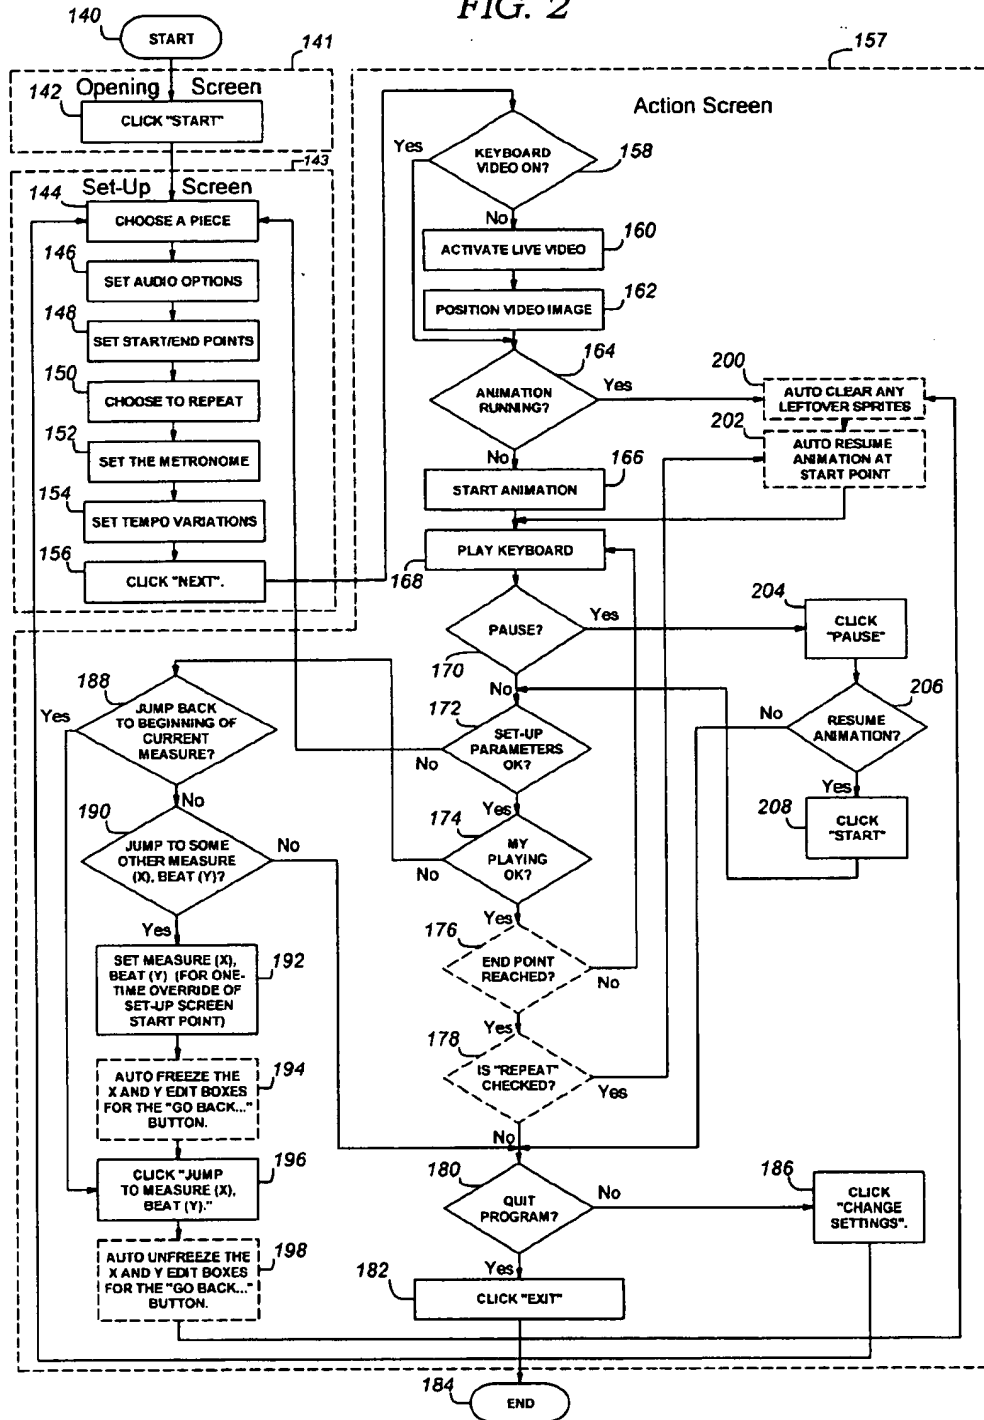 FIG. 2
140
START
141
157
Opening Screen
142
CLICK "START"
Action Screen
143
Set-Up Screen
144
CHOOSE A PIECE
146
SET AUDIO OPTIONS
148
SET START/END POINTS
150
CHOOSE TO REPEAT
152
SET THE METRONOME
154
SET TEMPO VARIATIONS
156
CLICK "NEXT".
Yes
KEYBOARD
VIDEO ON?
158
No
ACTIVATE LIVE VIDEO
160
POSITION VIDEO IMAGE
162
164
ANIMATION
RUNNING?
Yes
200
AUTO CLEAR ANY
LEFTOVER SPRITES
202
AUTO RESUME
ANIMATION AT
START POINT
No
166
START ANIMATION
PLAY KEYBOARD
168
PAUSE?
Yes
170
No
204
CLICK
"PAUSE"
206
No
RESUME
ANIMATION?
Yes
208
CLICK
"START"
172
SET-UP
PARAMETERS
OK?
No
Yes
174
MY
PLAYING
OK?
No
Yes
176
END POINT
REACHED?
No
Yes
178
IS "REPEAT"
CHECKED?
Yes
No
188
Yes
JUMP BACK
TO BEGINNING OF
CURRENT
MEASURE?
No
190
JUMP TO SOME
OTHER MEASURE
(X), BEAT (Y)?
No
Yes
192
SET MEASURE (X),
BEAT (Y) (FOR ONE-
TIME OVERRIDE OF
SET-UP SCREEN
START POINT)
194
AUTO FREEZE THE
X AND Y EDIT BOXES
FOR THE "GO BACK..."
BUTTON.
196
CLICK "JUMP
TO MEASURE (X),
BEAT (Y)."
198
AUTO UNFREEZE THE
X AND Y EDIT BOXES
FOR THE "GO BACK..."
BUTTON.
180
QUIT
PROGRAM?
No
186
CLICK
"CHANGE
SETTINGS".
Yes
182
CLICK "EXIT"
184
END